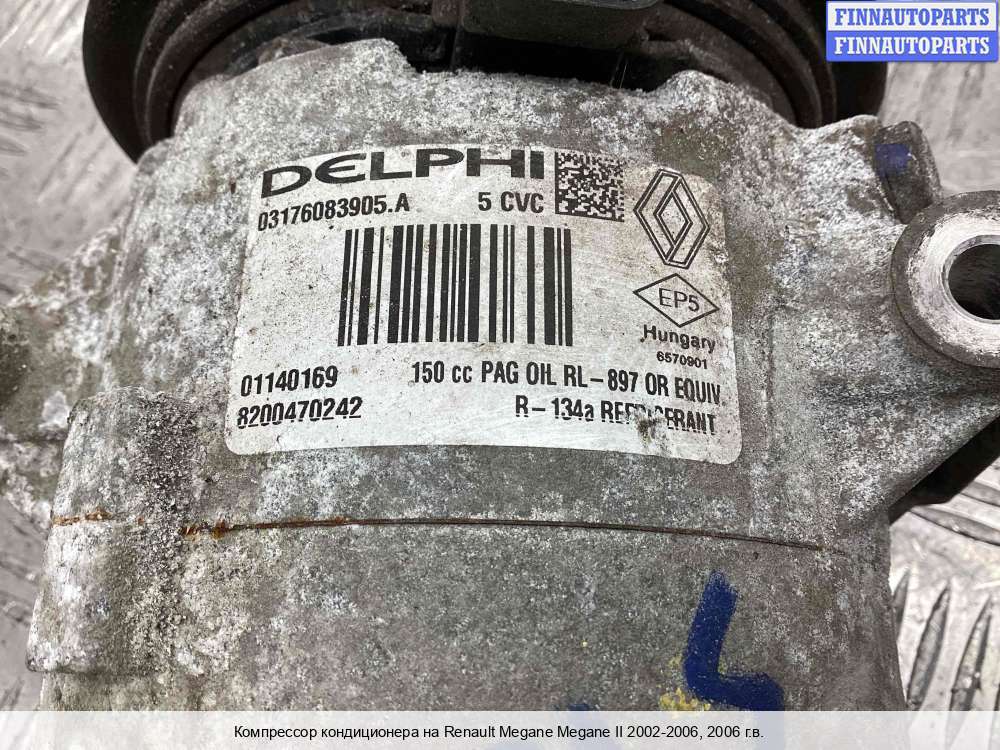 FINNAUTOPARTS
FINNAUTOPARTS
DELPHI
03176083905.A 5 CVC
EP5
Hungary
6570901
01140169 150 cc PAG OIL RL-897 OR EQUIV.
8200470242 R-134a REFRIGERANT
Компрессор кондиционера на Renault Megane Megane II 2002-2006, 2006 г.в.